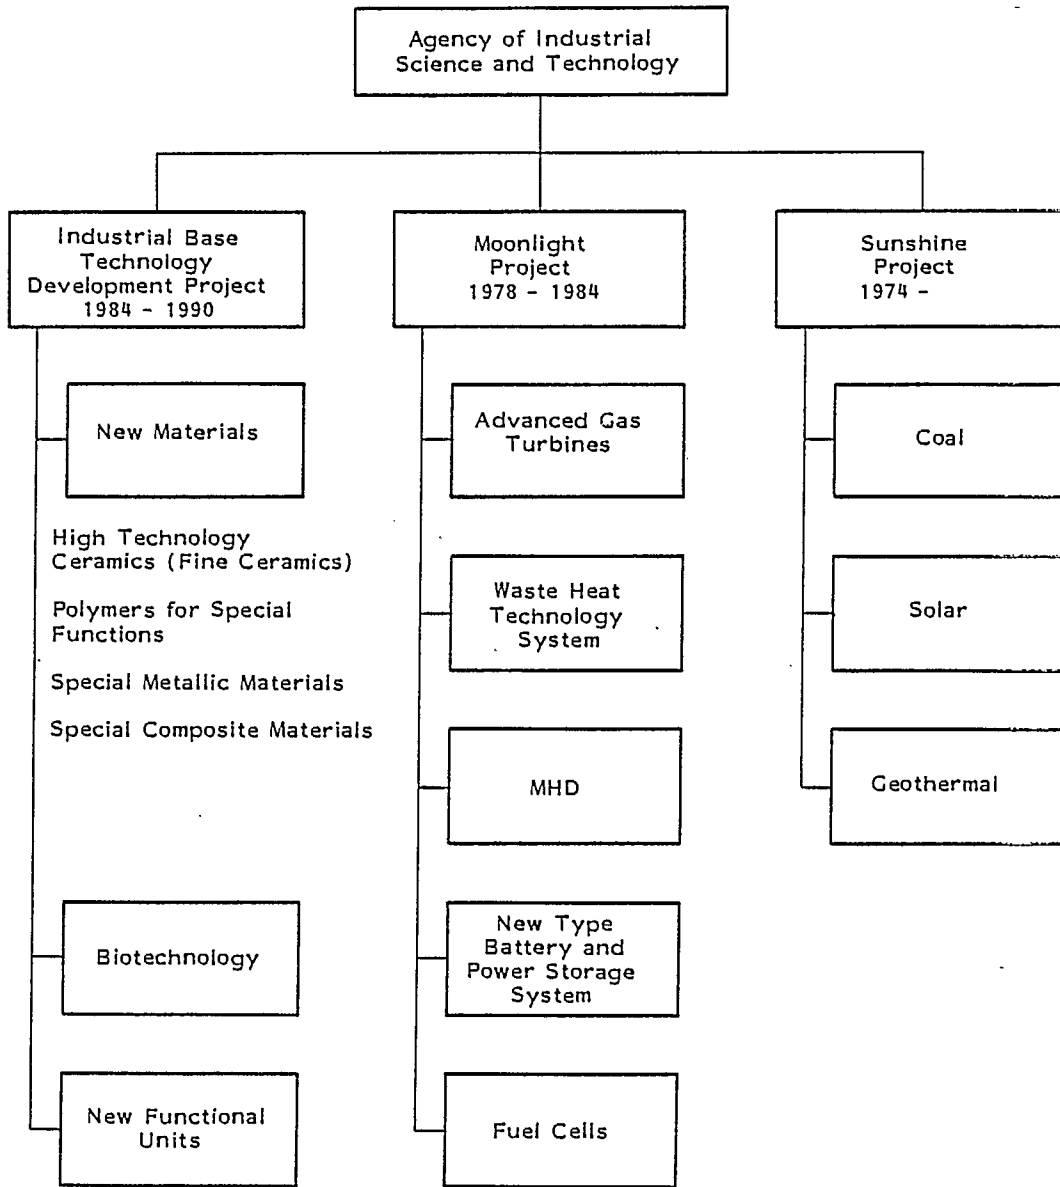 Agency of Industrial
Science and Technology
Industrial Base
Technology
Development Project
1984 - 1990
New Materials
High Technology
Ceramics (Fine Ceramics)
Polymers for Special
Functions
Special Metallic Materials
Special Composite Materials
Biotechnology
New Functional
Units
Moonlight
Project
1978 - 1984
Advanced Gas
Turbines
Waste Heat
Technology
System
MHD
New Type
Battery and
Power Storage
System
Fuel Cells
Sunshine
Project
1974 -
Coal
Solar
Geothermal